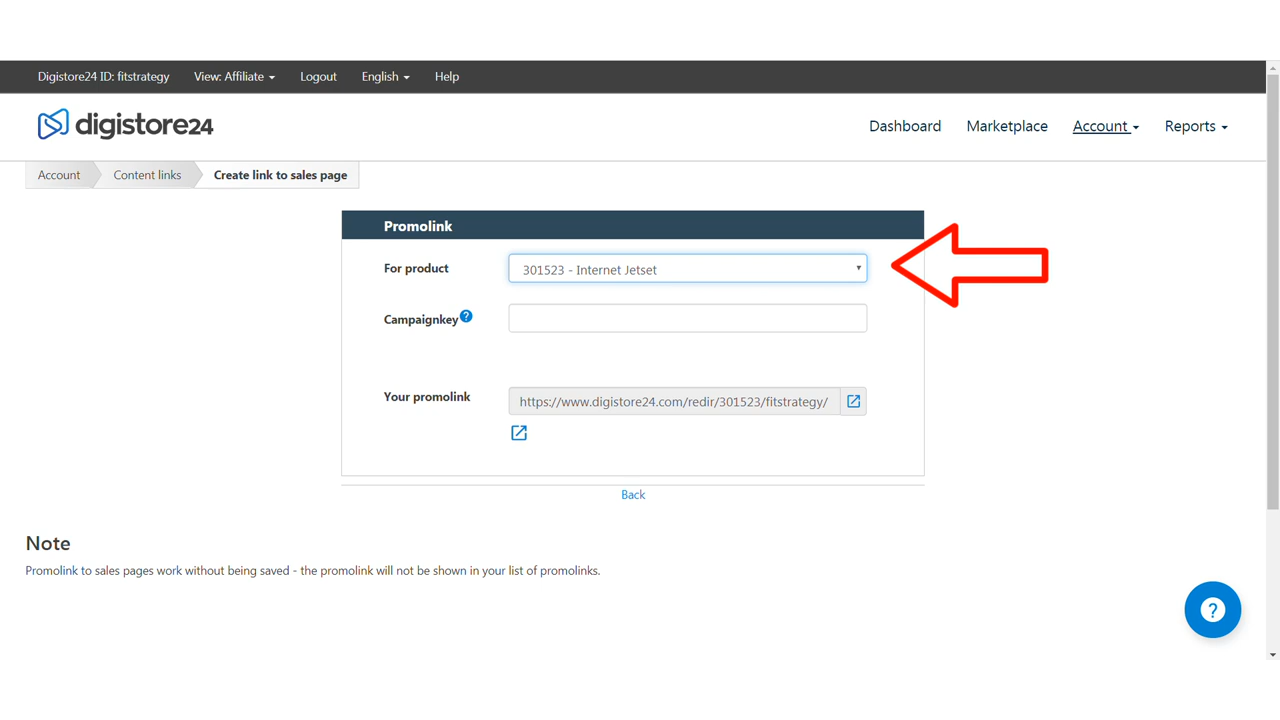 Digistore24 ID: fitstrategy View: Affiliate Logout English Help
digistore24 Dashboard Marketplace Account Reports
Account Content links Create link to sales page
Promolink
For product 301523 - Internet Jetset
Campaignkey ?
Your promolink https://www.digistore24.com/redir/301523/fitstrategy/
Back
Note
Promolink to sales pages work without being saved - the promolink will not be shown in your list of promolinks.
?